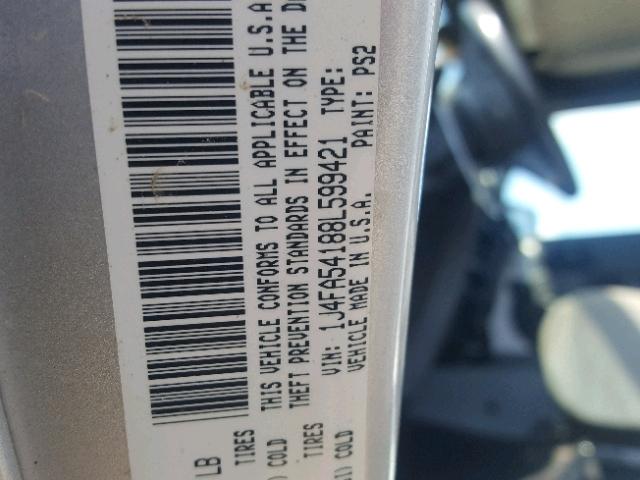 LB
TIRES
) COLD
THIS VEHICLE CONFORMS TO ALL APPLICABLE U.S.A
THEFT PREVENTION STANDARDS IN EFFECT ON THE D
TIRES
) COLD
VIN: 1J4FA54188L599421 TYPE:
VEHICLE MADE IN U.S.A. PAINT: PS2